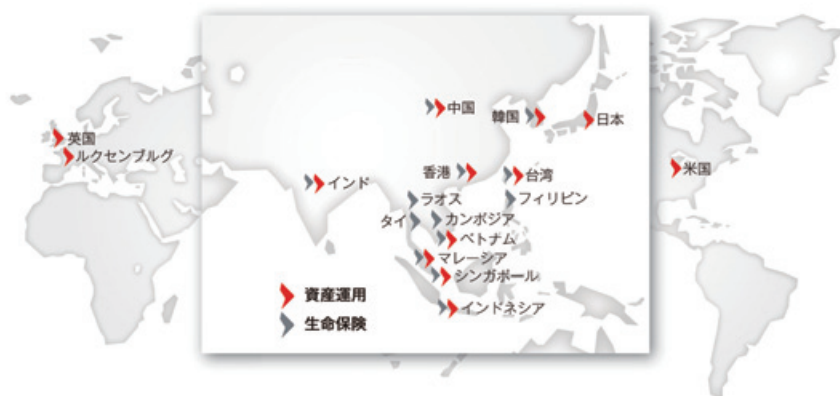 中国
韓国
日本
英国
ルクセンブルグ
香港
台湾
米国
インド
ラオス
フィリピン
タイ
カンボジア
ベトナム
マレーシア
シンガポール
資産運用
インドネシア
生命保険